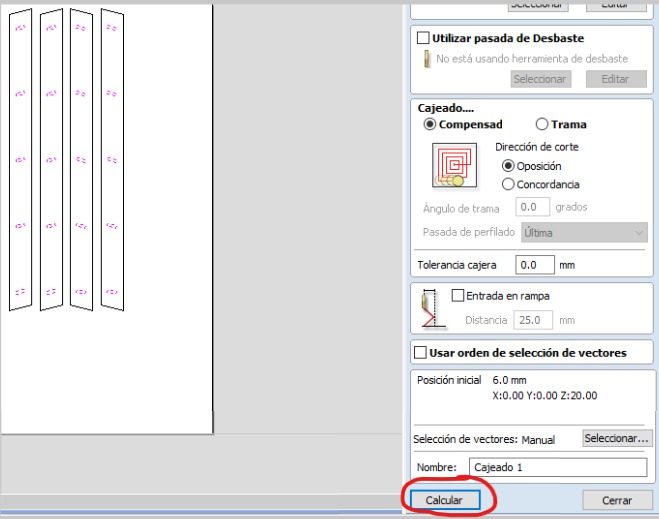 Seleccionar Editar
Utilizar pasada de Desbaste
No está usando herramienta de desbaste
Seleccionar Editar
Cajeado....
Compensad Trama
Dirección de corte
Oposición
Concordancia
Ángulo de trama 0.0 grados
Pasada de perfilado Última
Tolerancia cajera 0.0 mm
Entrada en rampa
Distancia 25.0 mm
Usar orden de selección de vectores
Posición inicial 6.0 mm
X:0.00 Y:0.00 Z:20.00
Selección de vectores: Manual Seleccionar...
Nombre: Cajeado 1
Calcular Cerrar